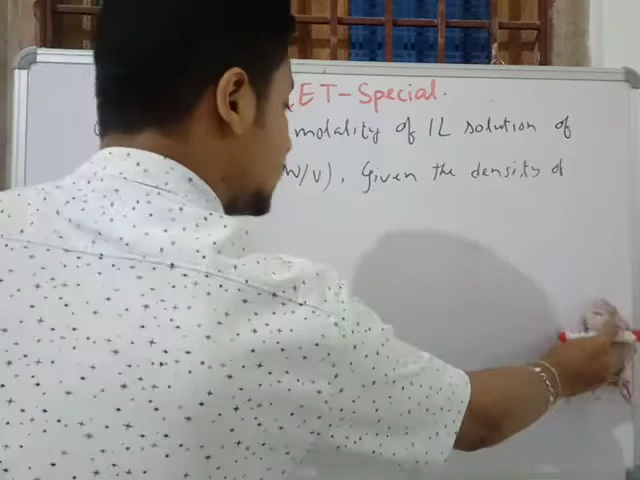 ET-Special.
molality of 1L solution of
W/V), Given the density of